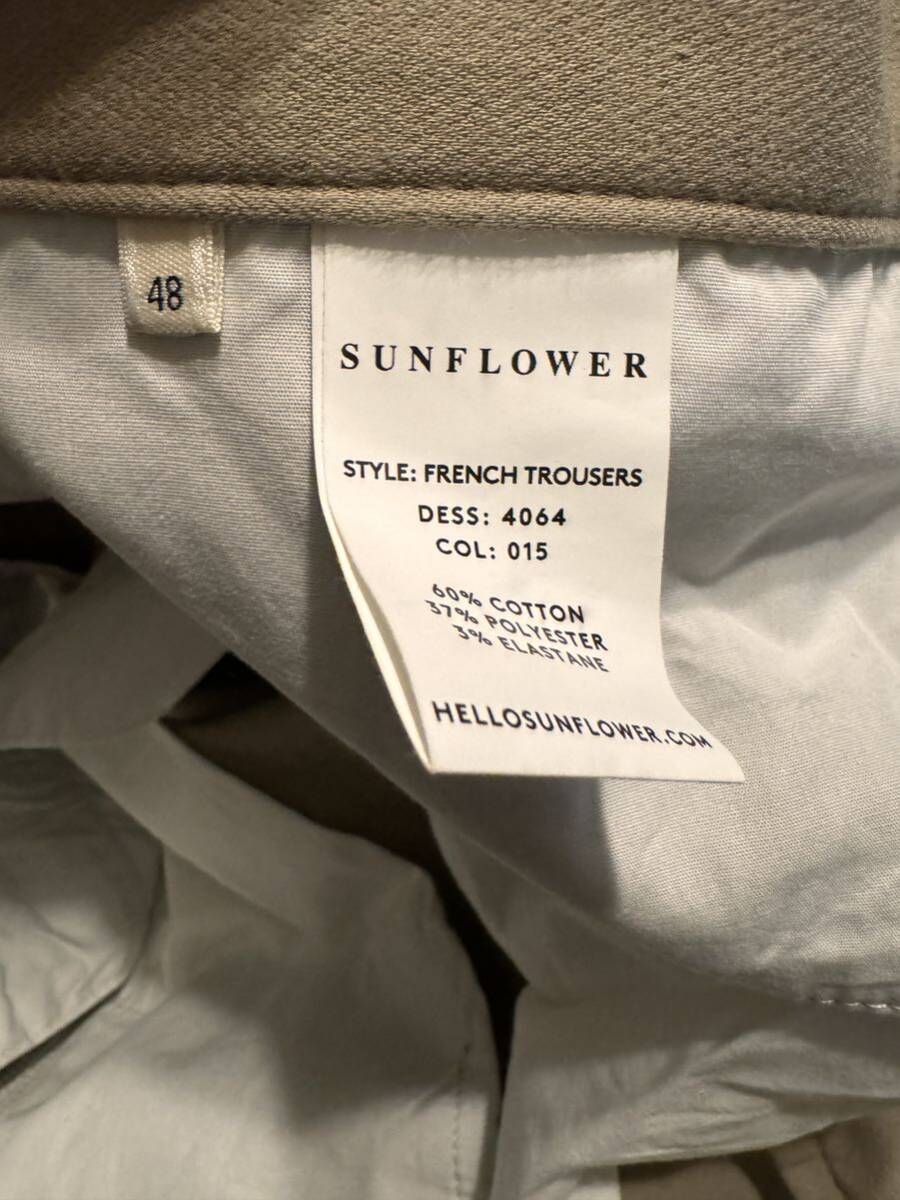 48
SUNFLOWER
STYLE: FRENCH TROUSERS
DESS: 4064
COL: 015
60% COTTON
37% POLYESTER
3% ELASTANE
HELLOSUNFLOWER.COM